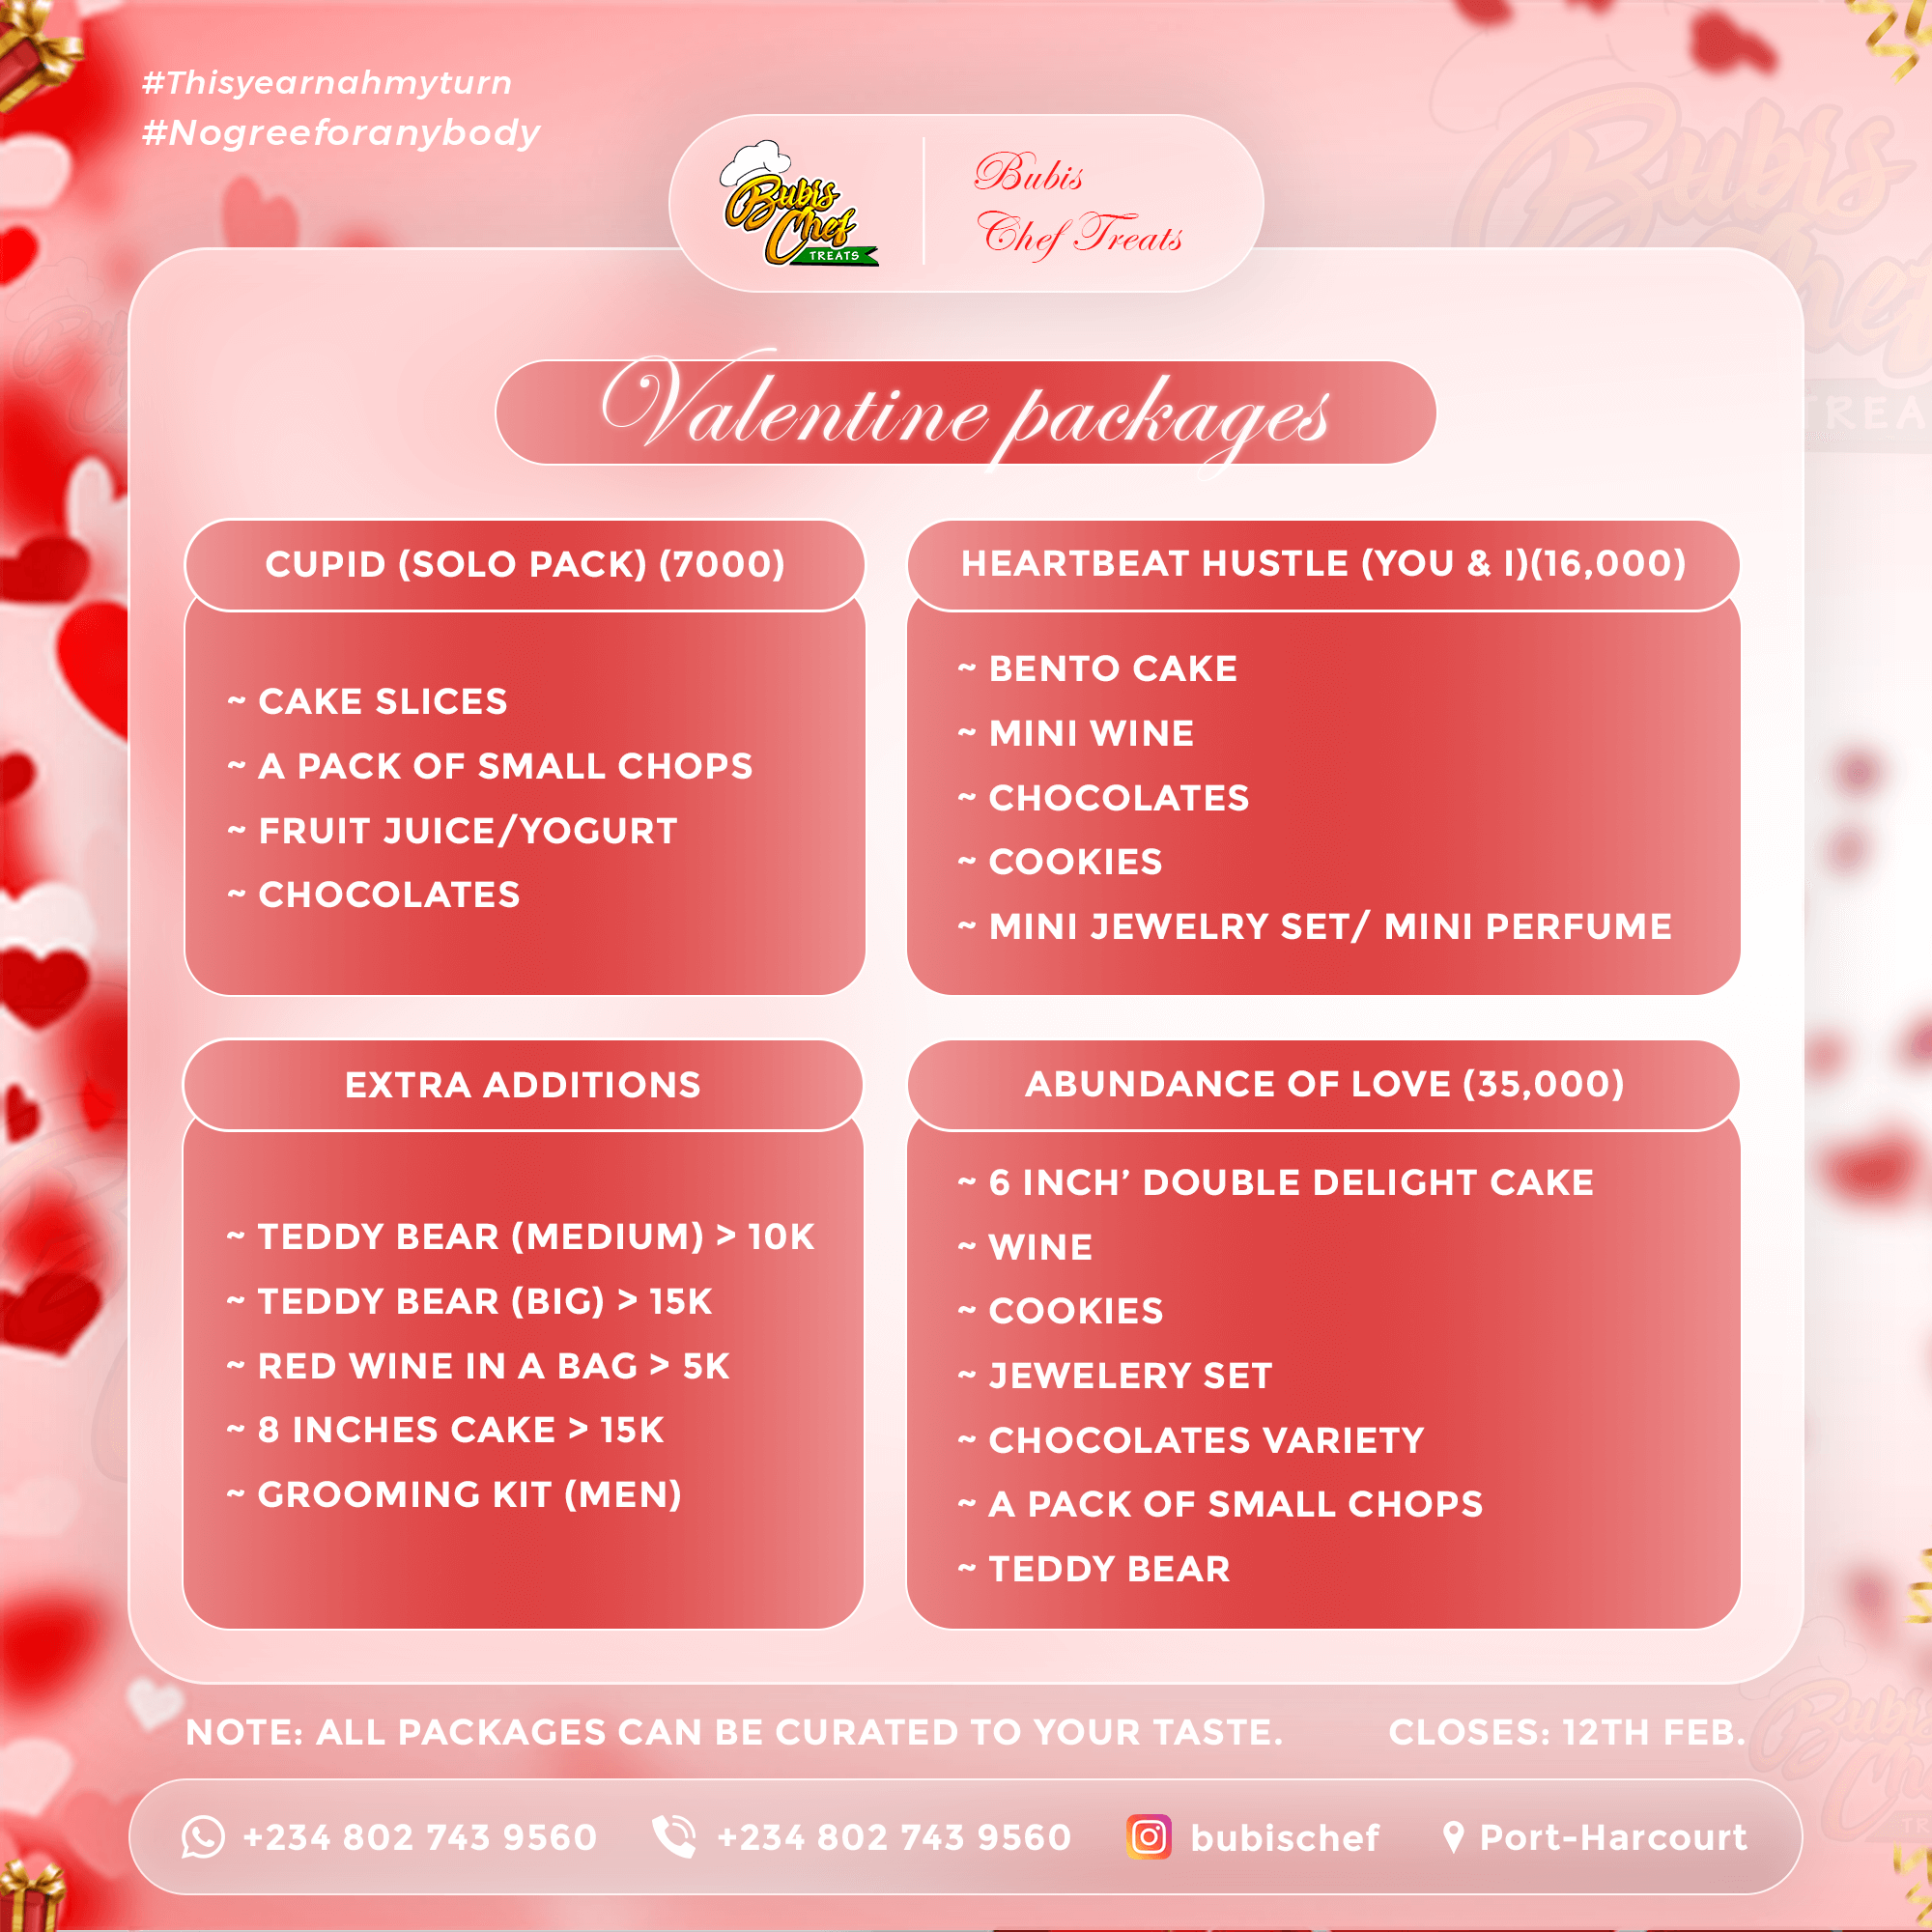 #Thisyearnahmyturn
#Nogreeforanybody
Bubis
Chef
TREATS
Bubis
Chef Treats
Valentine packages
CUPID (SOLO PACK) (7000)
~ CAKE SLICES
~ A PACK OF SMALL CHOPS
~ FRUIT JUICE/YOGURT
~ CHOCOLATES
HEARTBEAT HUSTLE (YOU & I)(16,000)
~ BENTO CAKE
~ MINI WINE
~ CHOCOLATES
~ COOKIES
~ MINI JEWELRY SET/ MINI PERFUME
EXTRA ADDITIONS
~ TEDDY BEAR (MEDIUM) > 10K
~ TEDDY BEAR (BIG) > 15K
~ RED WINE IN A BAG > 5K
~ 8 INCHES CAKE > 15K
~ GROOMING KIT (MEN)
ABUNDANCE OF LOVE (35,000)
~ 6 INCH’ DOUBLE DELIGHT CAKE
~ WINE
~ COOKIES
~ JEWELERY SET
~ CHOCOLATES VARIETY
~ A PACK OF SMALL CHOPS
~ TEDDY BEAR
NOTE: ALL PACKAGES CAN BE CURATED TO YOUR TASTE. CLOSES: 12TH FEB.
+234 802 743 9560 +234 802 743 9560 bubischef Port-Harcourt